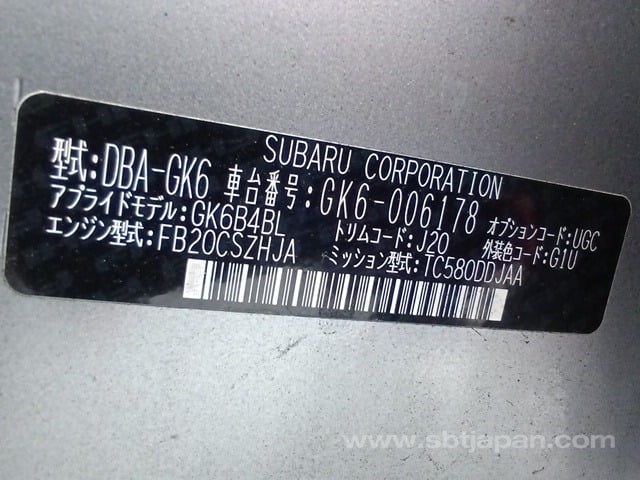 SUBARU CORPORATION
型式:DBA-GK6 車台番号:GK6-006178 オプションコード:UGC
アプライドモデル:GK6B4BL トリムコード:J20 外装色コード:G1U
エンジン型式:FB20CSZHJA ミッション型式:TC580DDJAA
www.sbtjapan.com